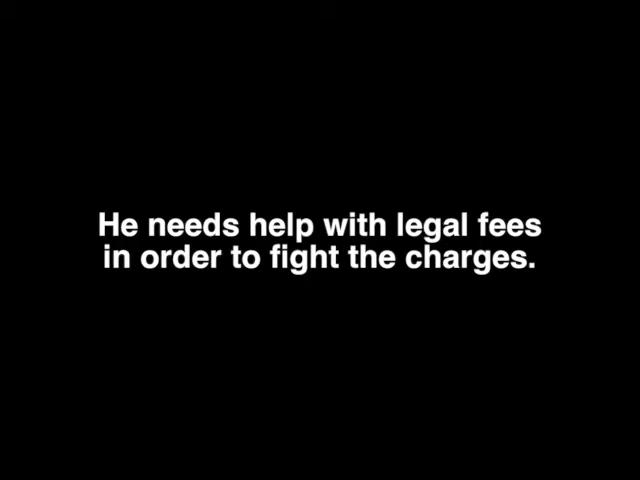 He needs help with legal fees
in order to fight the charges.